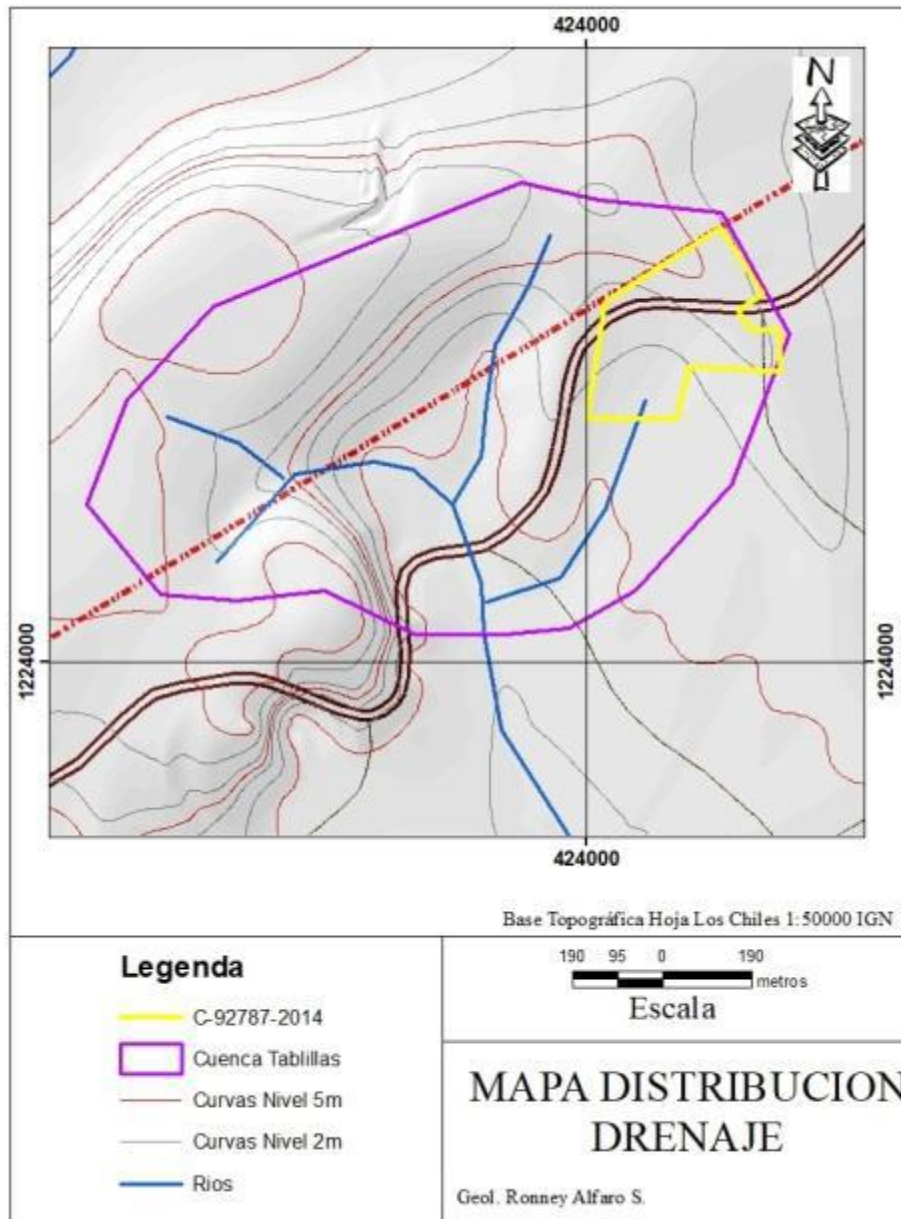 424000
N
1224000
1224000
424000
Base Topográfica Hoja Los Chiles 1:50000 IGN
Legenda
C-92787-2014
Cuenca Tablillas
Curvas Nivel 5m
Curvas Nivel 2m
Rios
190 95 0 190
metros
Escala
MAPA DISTRIBUCION
DRENAJE
Geol. Ronney Alfaro S.